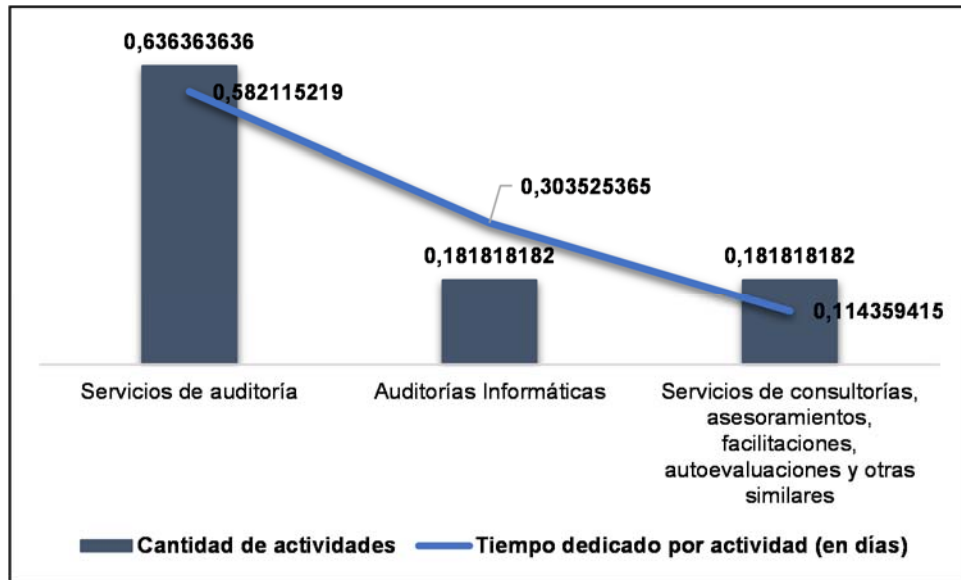 0,636363636
0,582115219
0,303525365
0,181818182
0,181818182
0,114359415
Servicios de auditoría
Auditorías Informáticas
Servicios de consultorías,
asesoramientos,
facilitaciones,
autoevaluaciones y otras
similares
Cantidad de actividades
Tiempo dedicado por actividad (en días)